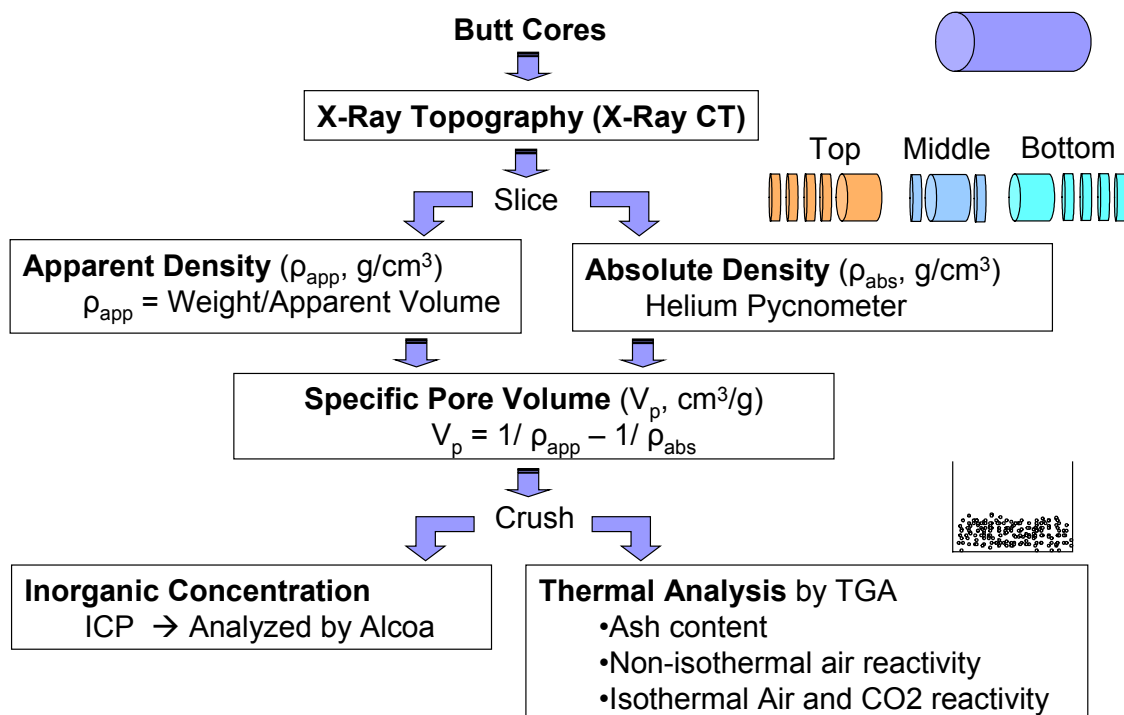 Butt Cores
X-Ray Topography (X-Ray CT)
Top Middle Bottom
Slice
Apparent Density (ρapp, g/cm³)
ρapp = Weight/Apparent Volume
Absolute Density (ρabs, g/cm³)
Helium Pycnometer
Specific Pore Volume (Vp, cm³/g)
Vp = 1/ ρapp – 1/ ρabs
Crush
Inorganic Concentration
ICP → Analyzed by Alcoa
Thermal Analysis by TGA
•Ash content
•Non-isothermal air reactivity
•Isothermal Air and CO2 reactivity